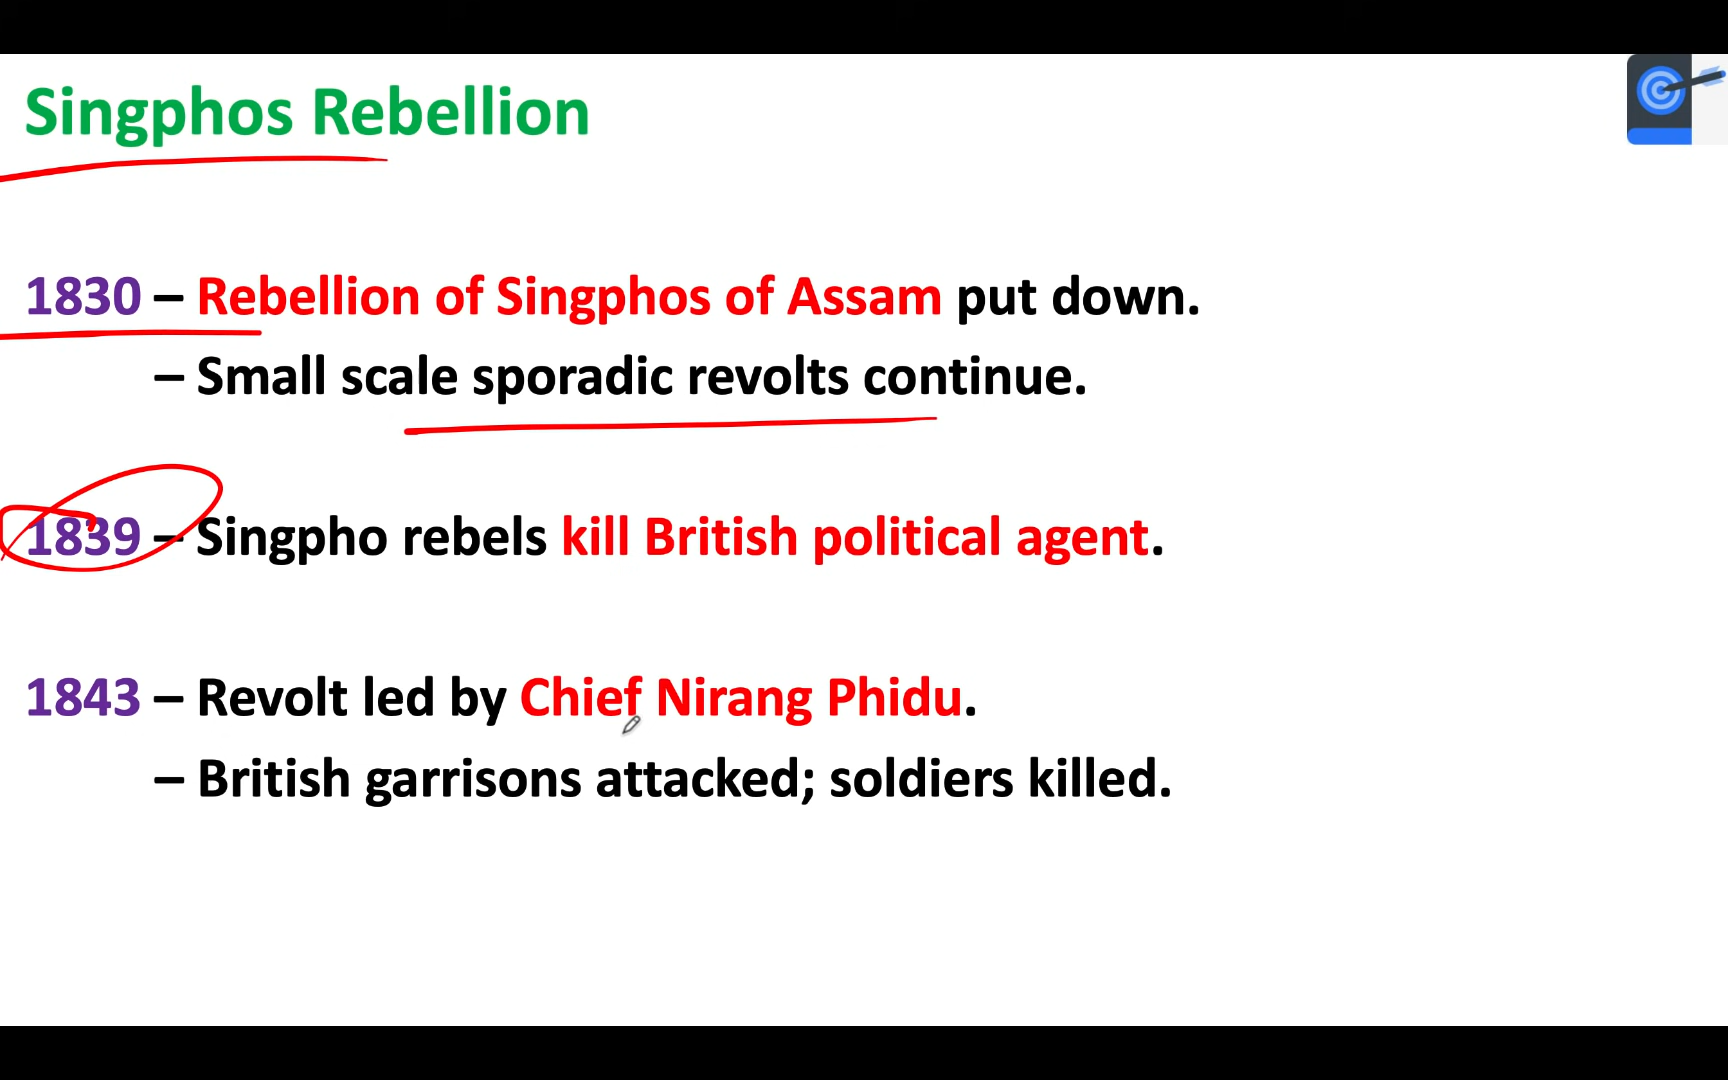 Singphos Rebellion
1830 – Rebellion of Singphos of Assam put down.
– Small scale sporadic revolts continue.
1839 – Singpho rebels kill British political agent.
1843 – Revolt led by Chief Nirang Phidu.
– British garrisons attacked; soldiers killed.